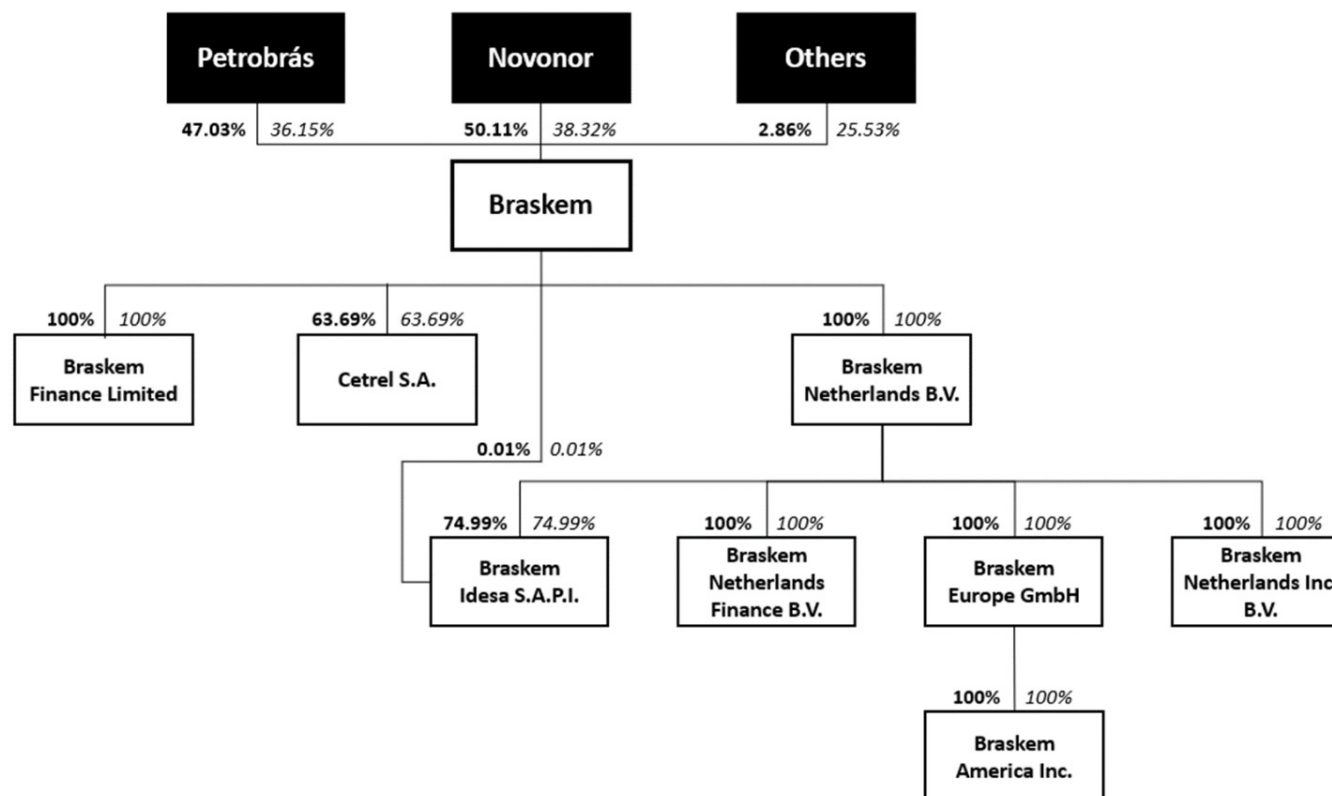 Petrobrás
Novonor
Others
47.03% 36.15%
50.11% 38.32%
2.86% 25.53%
Braskem
100% 100%
63.69% 63.69%
100% 100%
Braskem
Finance Limited
Cetrel S.A.
Braskem
Netherlands B.V.
0.01% 0.01%
74.99% 74.99%
100% 100%
100% 100%
100% 100%
Braskem
Idesa S.A.P.I.
Braskem
Netherlands
Finance B.V.
Braskem
Europe GmbH
Braskem
Netherlands Inc
B.V.
100% 100%
Braskem
America Inc.